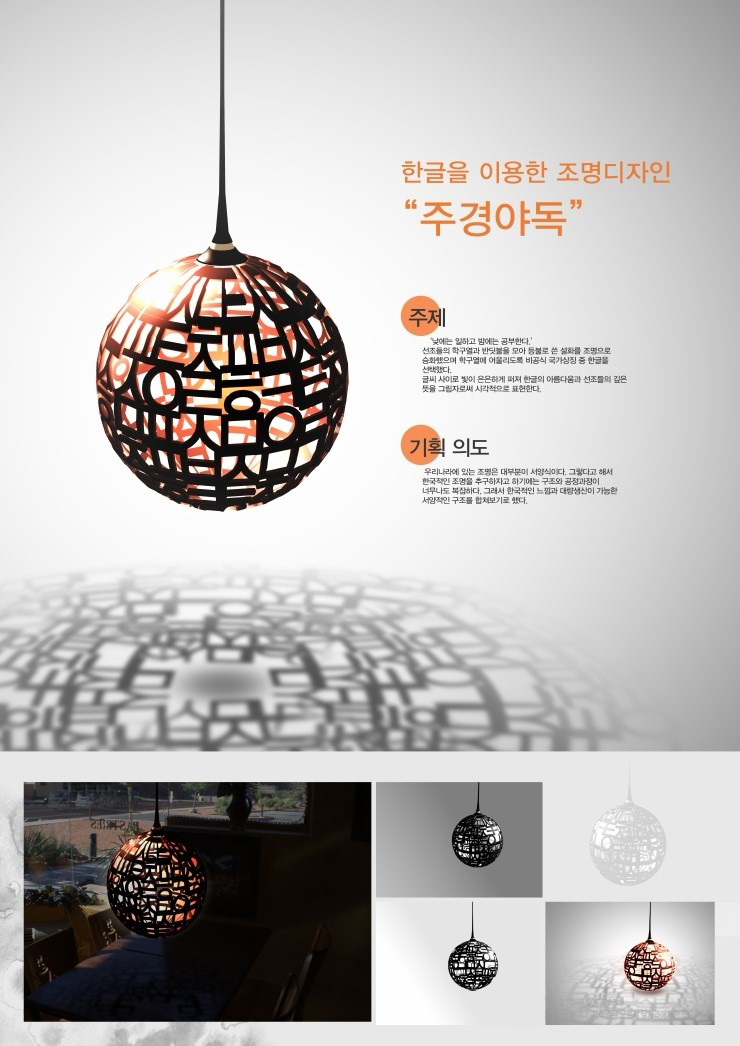 한글을 이용한 조명디자인
“주경야독”
주제
'낮에는 일하고 밤에는 공부한다.'
선조들의 학구열과 반딧불을 모아 등불로 쓴 설화를 조명으로
승화했으며 학구열에 어울리도록 비공식 국가상징 중 한글을
선택했다.
글씨 사이로 빛이 은은하게 퍼져 한글의 아름다움과 선조들의 깊은
뜻을 그림자로써 시각적으로 표현한다.
기획 의도
우리나라에 있는 조명은 대부분이 서양식이다. 그렇다고 해서
한국적인 조명을 추구하자고 하기에는 구조와 공정과정이
너무나도 복잡하다. 그래서 한국적인 느낌과 대량생산이 가능한
서양적인 구조를 합쳐보기로 했다.